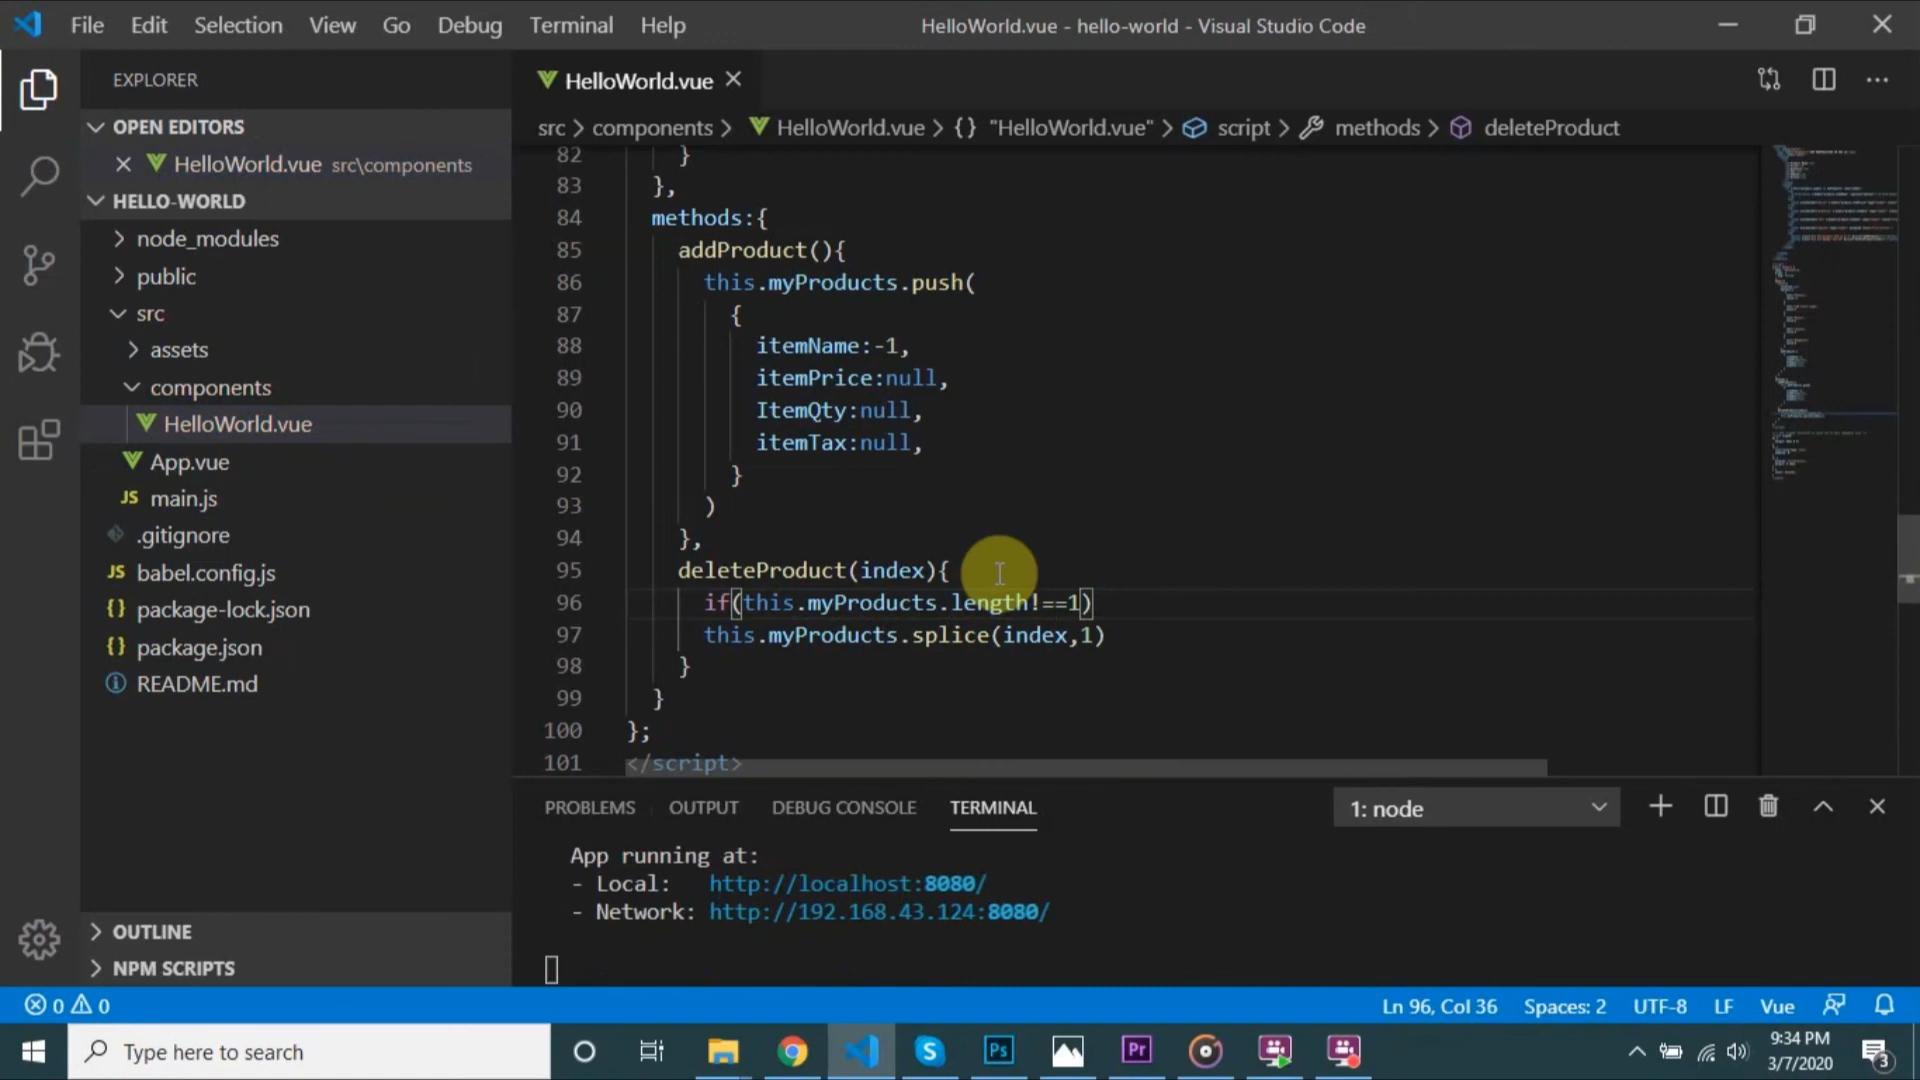 File Edit Selection View Go Debug Terminal Help HelloWorld.vue - hello-world - Visual Studio Code
EXPLORER
OPEN EDITORS
HelloWorld.vue src\components
HELLO-WORLD
node_modules
public
src
assets
components
HelloWorld.vue
App.vue
JS main.js
.gitignore
JS babel.config.js
{} package-lock.json
{} package.json
README.md
OUTLINE
NPM SCRIPTS
HelloWorld.vue
src > components > HelloWorld.vue > {} "HelloWorld.vue" > script > methods > deleteProduct
82 }
83 },
84 methods:{
85 addProduct(){
86 this.myProducts.push(
87 {
88 itemName:-1,
89 itemPrice:null,
90 ItemQty:null,
91 itemTax:null,
92 }
93 )
94 },
95 deleteProduct(index){
96 if(this.myProducts.length!==1)
97 this.myProducts.splice(index,1)
98 }
99 }
100 };
101 </script>
PROBLEMS OUTPUT DEBUG CONSOLE TERMINAL 1: node
App running at:
- Local: http://localhost:8080/
- Network: http://192.168.43.124:8080/
0 0 Ln 96, Col 36 Spaces: 2 UTF-8 LF Vue
Type here to search
Ps
Pr
9:34 PM
3/7/2020
3